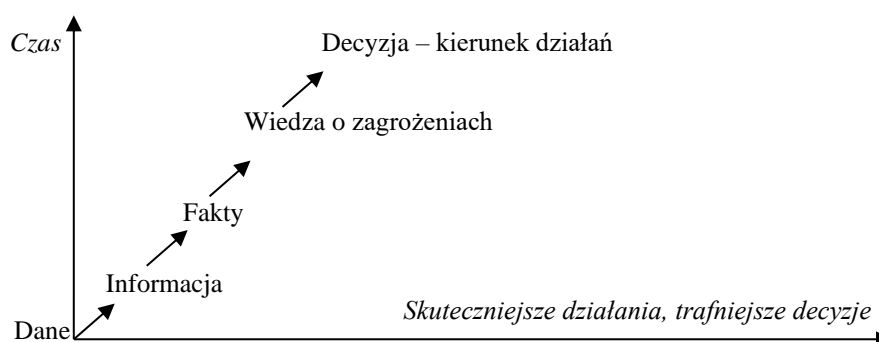 Czas
Decyzja – kierunek działań
Wiedza o zagrożeniach
Fakty
Informacja
Skuteczniejsze działania, trafniejsze decyzje
Dane